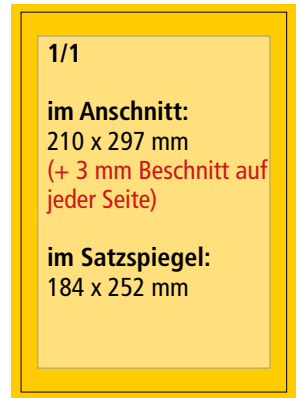 1/1
im Anschnitt:
210 x 297 mm
(+ 3 mm Beschnitt auf
jeder Seite)
im Satzspiegel:
184 x 252 mm